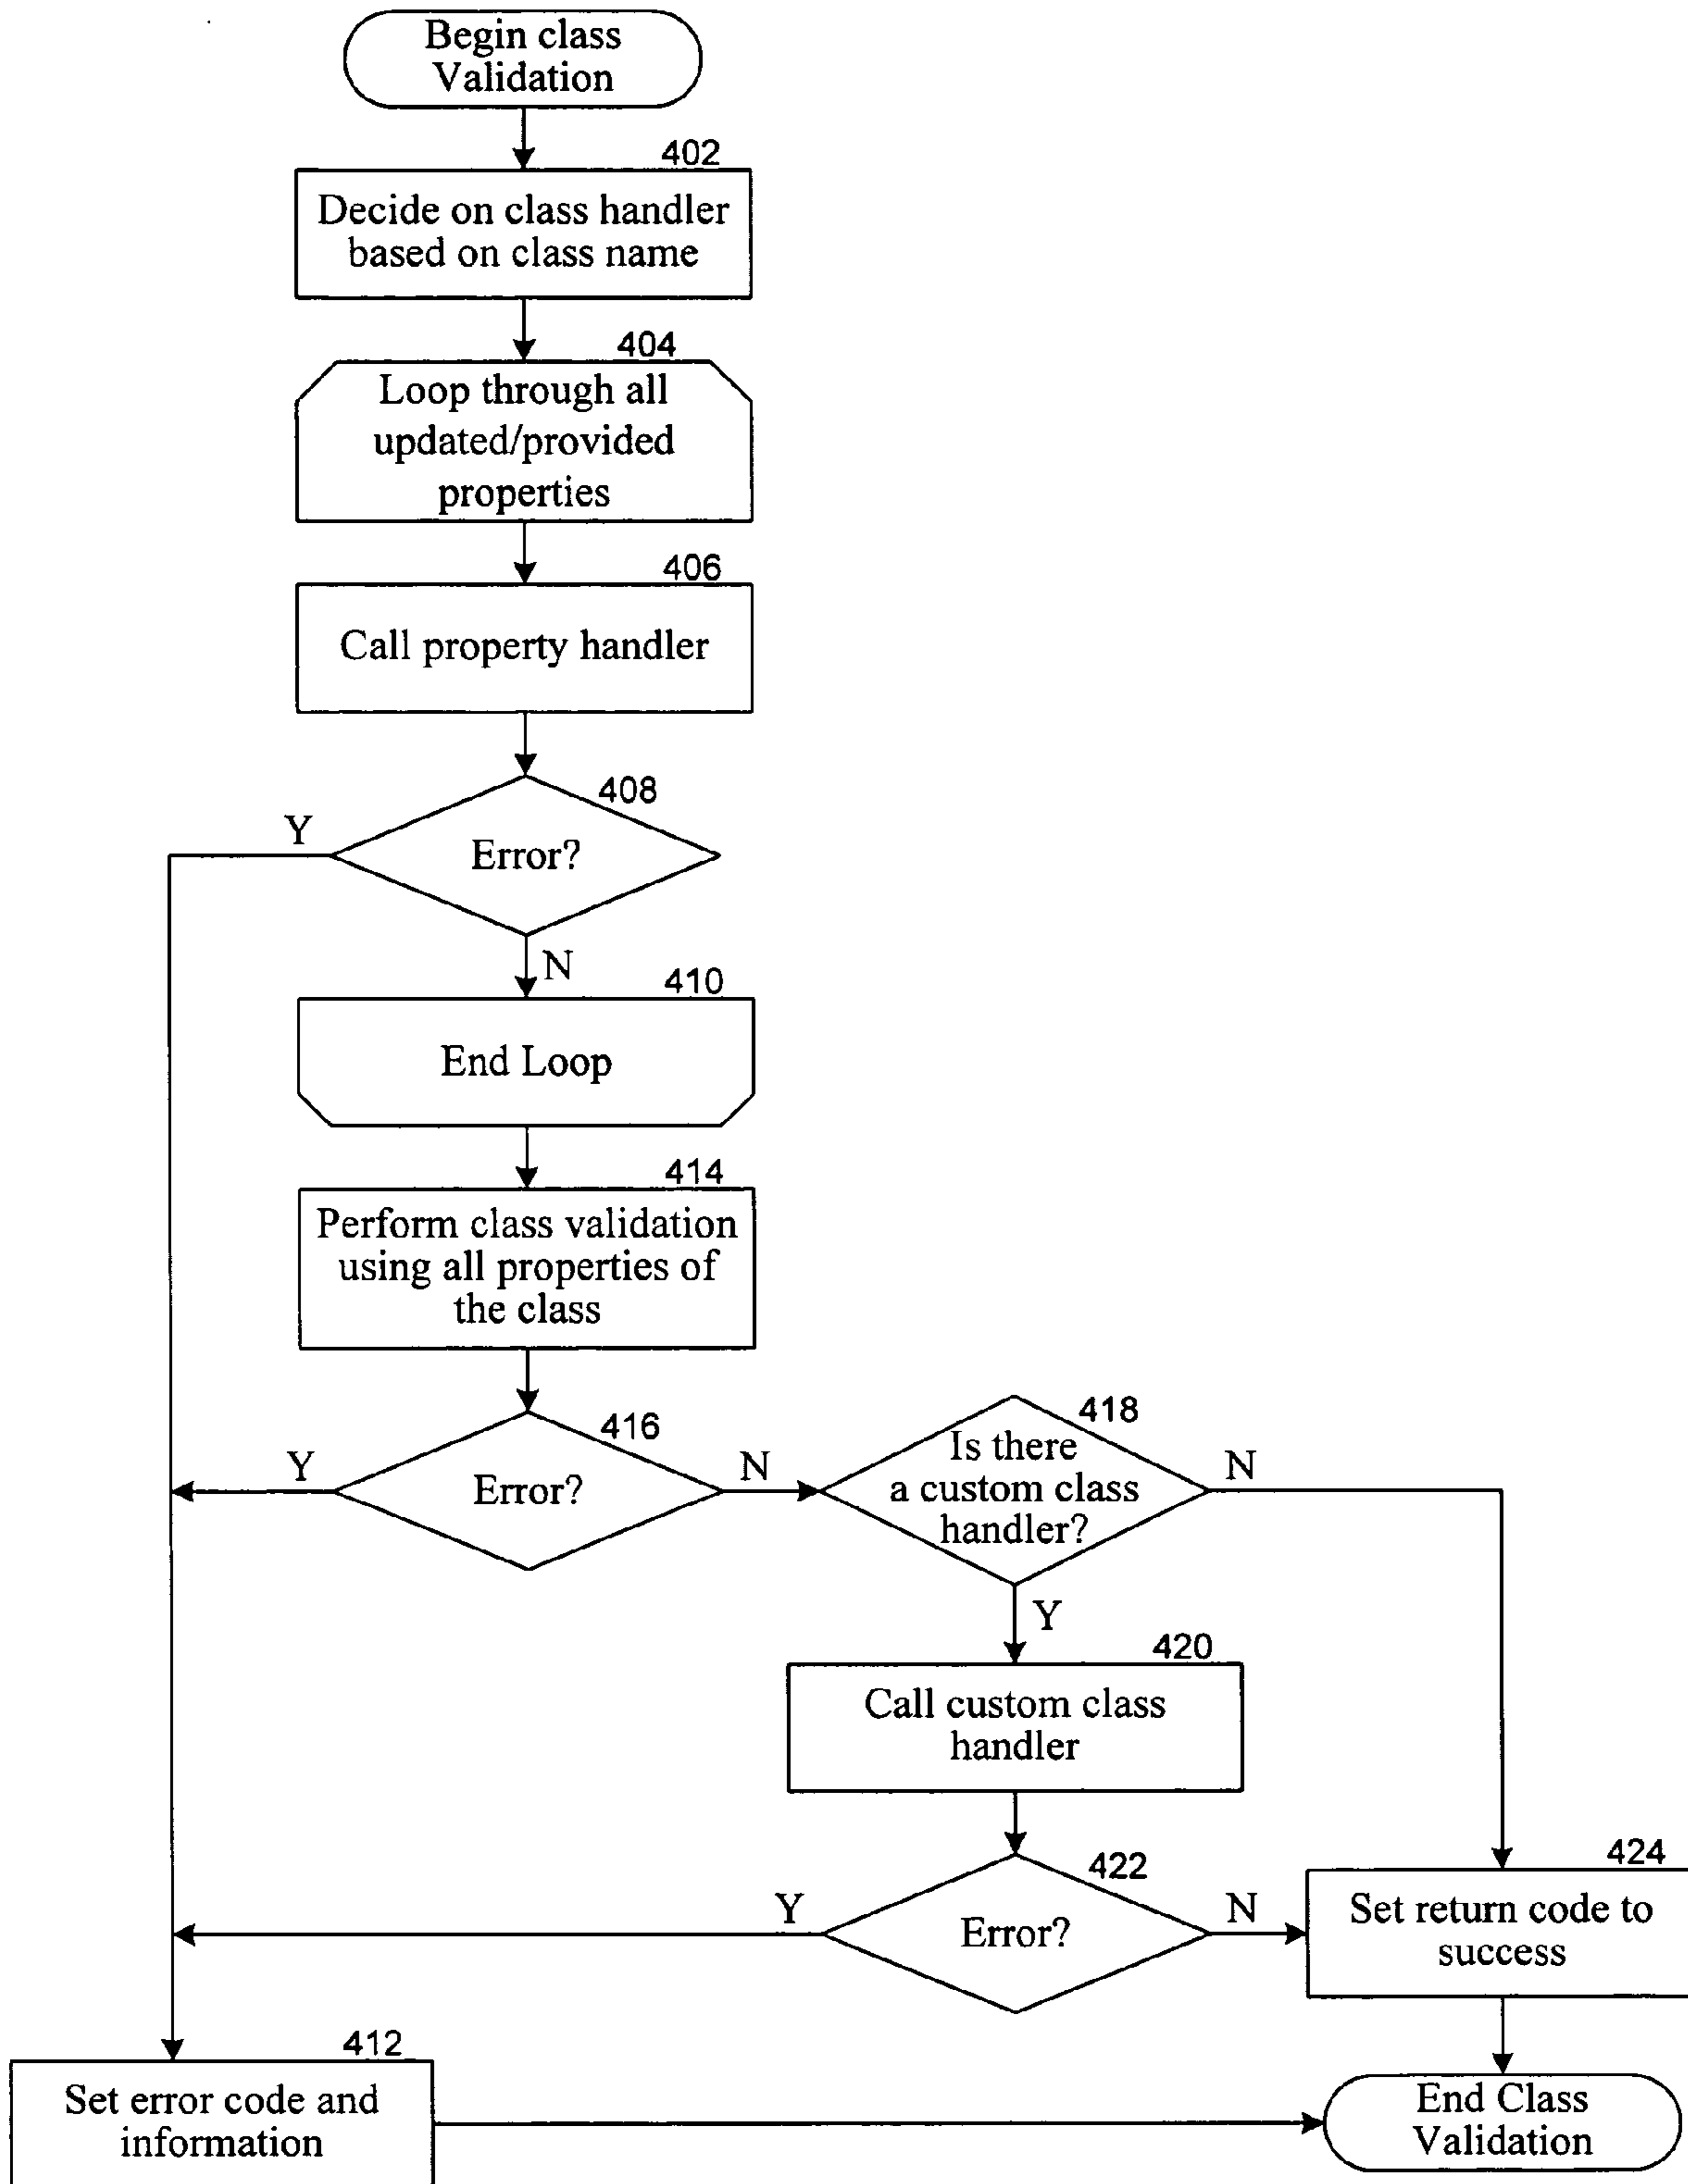 Begin class
Validation
402
Decide on class handler
based on class name
404
Loop through all
updated/provided
properties
406
Call property handler
408
Y
Error?
N
410
End Loop
414
Perform class validation
using all properties of
the class
416
Y
Error?
N
418
Is there
a custom class
handler?
N
Y
420
Call custom class
handler
422
Y
Error?
N
424
Set return code to
success
412
Set error code and
information
End Class
Validation